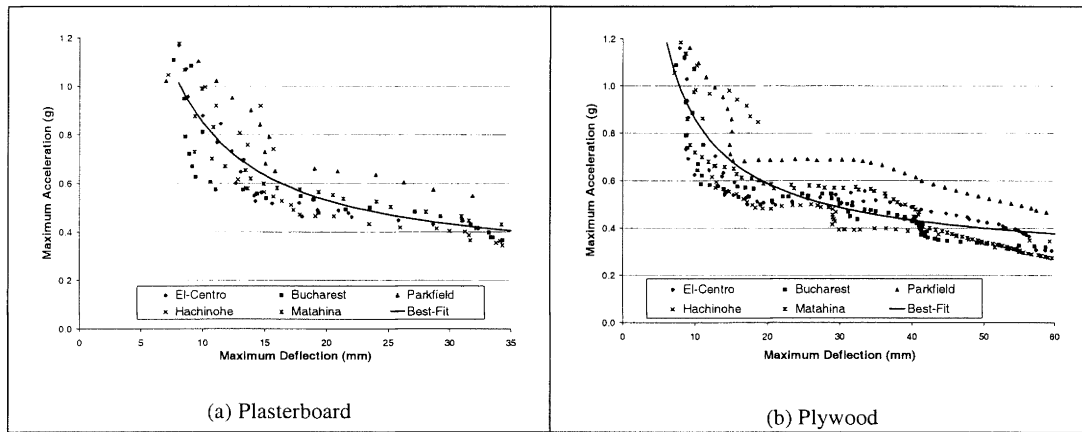 1.2
1.0
0.8
0.6
0.4
0.2
0.0
Maximum Acceleration (g)
El-Centro Bucharest Parkfield
Hachinohe Matahina Best-Fit
0 5 10 15 20 25 30 35
Maximum Deflection (mm)
(a) Plasterboard
1.2
1.0
0.8
0.6
0.4
0.2
0.0
Maximum Acceleration (g)
El-Centro Bucharest Parkfield
Hachinohe Matahina Best-Fit
0 10 20 30 40 50 60
Maximum Deflection (mm)
(b) Plywood